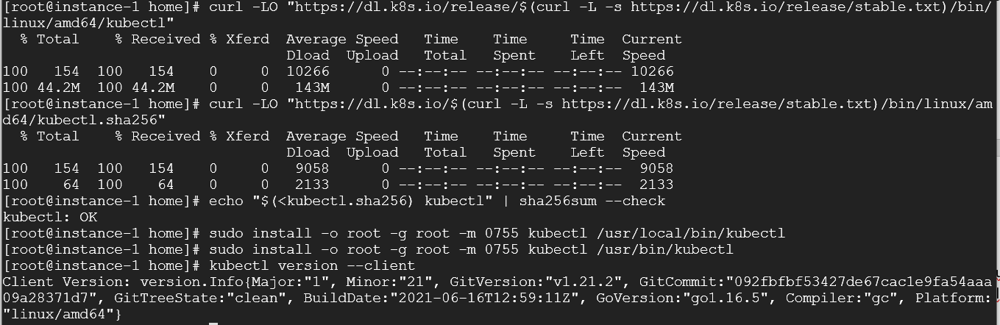 [root@instance-1 home]# curl -LO "https://dl.k8s.io/release/$(curl -L -s https://dl.k8s.io/release/stable.txt)/bin/
linux/amd64/kubectl"
  % Total    % Received % Xferd  Average Speed   Time    Time     Time  Current
                                 Dload  Upload   Total   Spent    Left  Speed
100   154  100   154    0     0  10266      0 --:--:-- --:--:-- --:--:-- 10266
100 44.2M  100 44.2M    0     0   143M      0 --:--:-- --:--:-- --:--:--  143M
[root@instance-1 home]# curl -LO "https://dl.k8s.io/$(curl -L -s https://dl.k8s.io/release/stable.txt)/bin/linux/am
d64/kubectl.sha256"
  % Total    % Received % Xferd  Average Speed   Time    Time     Time  Current
                                 Dload  Upload   Total   Spent    Left  Speed
100   154  100   154    0     0   9058      0 --:--:-- --:--:-- --:--:--  9058
100    64  100    64    0     0   2133      0 --:--:-- --:--:-- --:--:--  2133
[root@instance-1 home]# echo "$(<kubectl.sha256) kubectl" | sha256sum --check
kubectl: OK
[root@instance-1 home]# sudo install -o root -g root -m 0755 kubectl /usr/local/bin/kubectl
[root@instance-1 home]# sudo install -o root -g root -m 0755 kubectl /usr/bin/kubectl
[root@instance-1 home]# kubectl version --client
Client Version: version.Info{Major:"1", Minor:"21", GitVersion:"v1.21.2", GitCommit:"092fbfbf53427de67cac1e9fa54aaa
09a28371d7", GitTreeState:"clean", BuildDate:"2021-06-16T12:59:11Z", GoVersion:"go1.16.5", Compiler:"gc", Platform:
"linux/amd64"}